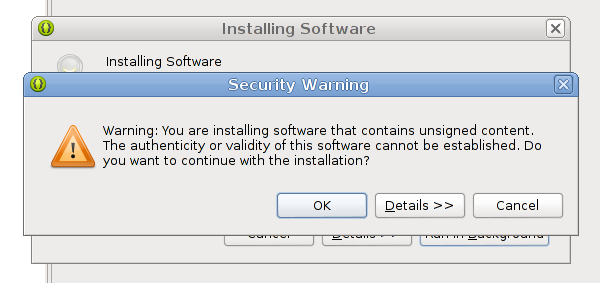 Installing Software
Installing Software
Security Warning
Warning: You are installing software that contains unsigned content.
The authenticity or validity of this software cannot be established. Do
you want to continue with the installation?
OK Details >> Cancel
Cancel Details >> Run in Background